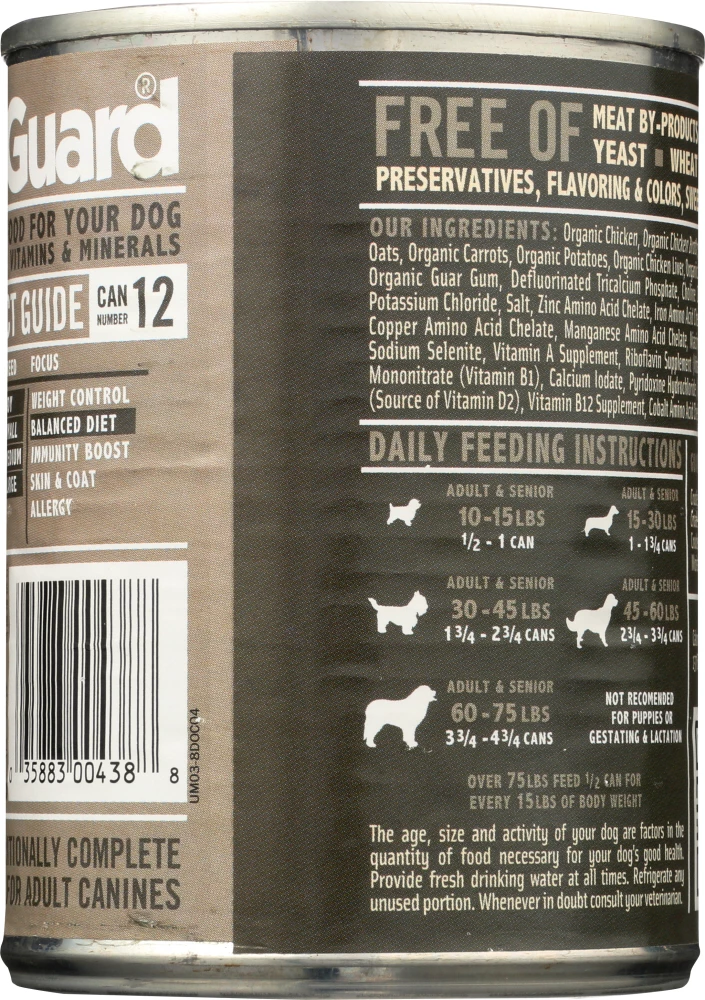 Guard®
FOR YOUR DOG
VITAMINS & MINERALS
GUIDE CAN NUMBER 12
FOCUS
WEIGHT CONTROL
BALANCED DIET
IMMUNITY BOOST
SKIN & COAT
ALLERGY
35883 00438 8
UM03-8DOC04
COMPLETE
FOR ADULT CANINES
FREE OF MEAT BY-PRODUCTS
YEAST ▪ WHEAT
PRESERVATIVES, FLAVORING & COLORS,
OUR INGREDIENTS: Organic Chicken, Organic Chicken
Oats, Organic Carrots, Organic Potatoes, Organic Chicken Liver,
Organic Guar Gum, Defluorinated Tricalcium Phosphate,
Potassium Chloride, Salt, Zinc Amino Acid Chelate, Iron Amino Acid
Copper Amino Acid Chelate, Manganese Amino Acid Chelate,
Sodium Selenite, Vitamin A Supplement, Riboflavin Supplement
Mononitrate (Vitamin B1), Calcium Iodate, Pyridoxine
(Source of Vitamin D2), Vitamin B12 Supplement, Cobalt Amino Acid
DAILY FEEDING INSTRUCTIONS
ADULT & SENIOR
10-15 LBS
1/2 - 1 CAN
ADULT & SENIOR
15-30 LBS
1 - 1 3/4 CANS
ADULT & SENIOR
30-45 LBS
1 3/4 - 2 3/4 CANS
ADULT & SENIOR
45-60 LBS
2 3/4 - 3 3/4 CANS
ADULT & SENIOR
60-75 LBS
3 3/4 - 4 3/4 CANS
NOT RECOMENDED
FOR PUPPIES OR
GESTATING & LACTATION
OVER 75 LBS FEED 1/2 CAN FOR
EVERY 15 LBS OF BODY WEIGHT
The age, size and activity of your dog are factors in the
quantity of food necessary for your dog's good health.
Provide fresh drinking water at all times. Refrigerate any
unused portion. Whenever in doubt consult your veterinarian.